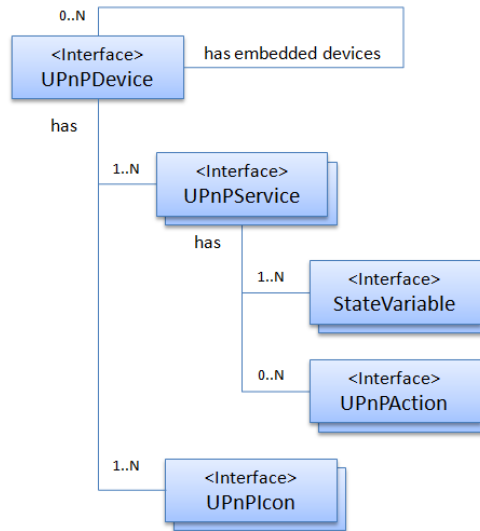 0..N
<Interface>
UPnPDevice
has embedded devices
has
1..N
<Interface>
UPnPService
has
1..N
<Interface>
StateVariable
0..N
<Interface>
UPnPAction
1..N
<Interface>
UPnPIcon